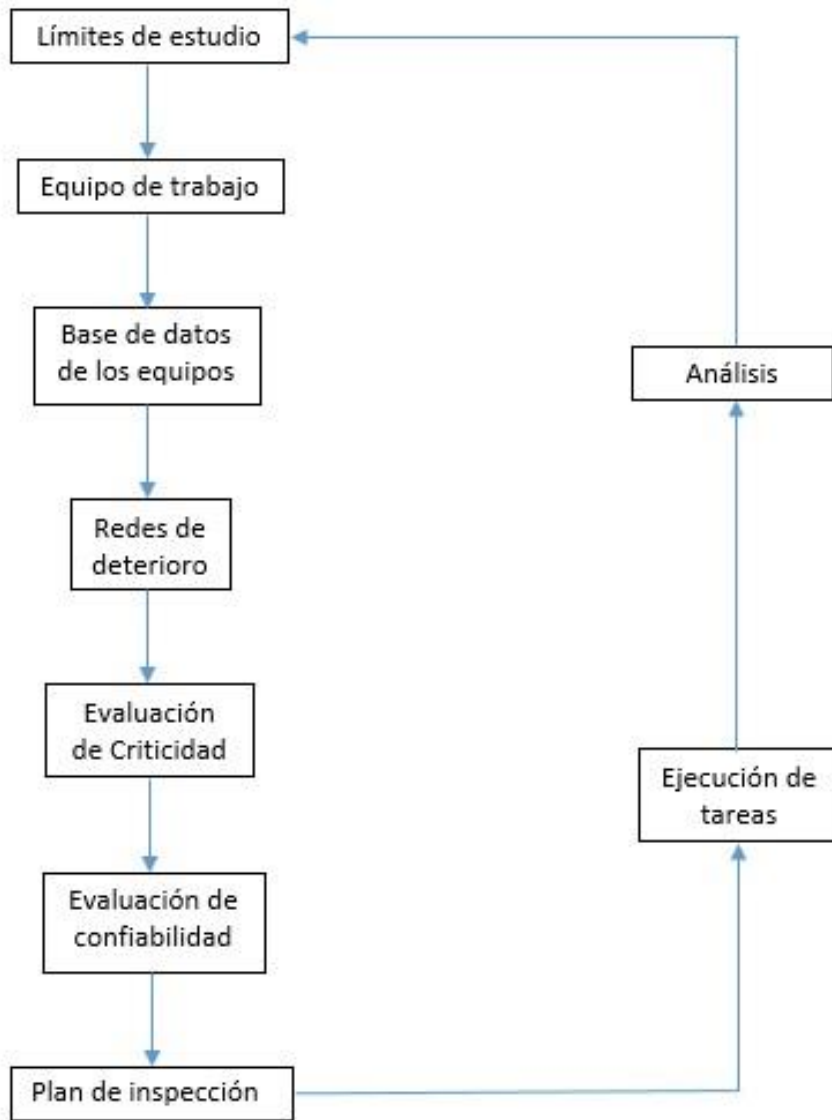 Límites de estudio
Equipo de trabajo
Base de datos
de los equipos
Redes de
deterioro
Evaluación
de Criticidad
Evaluación de
confiabilidad
Plan de inspección
Ejecución de
tareas
Análisis